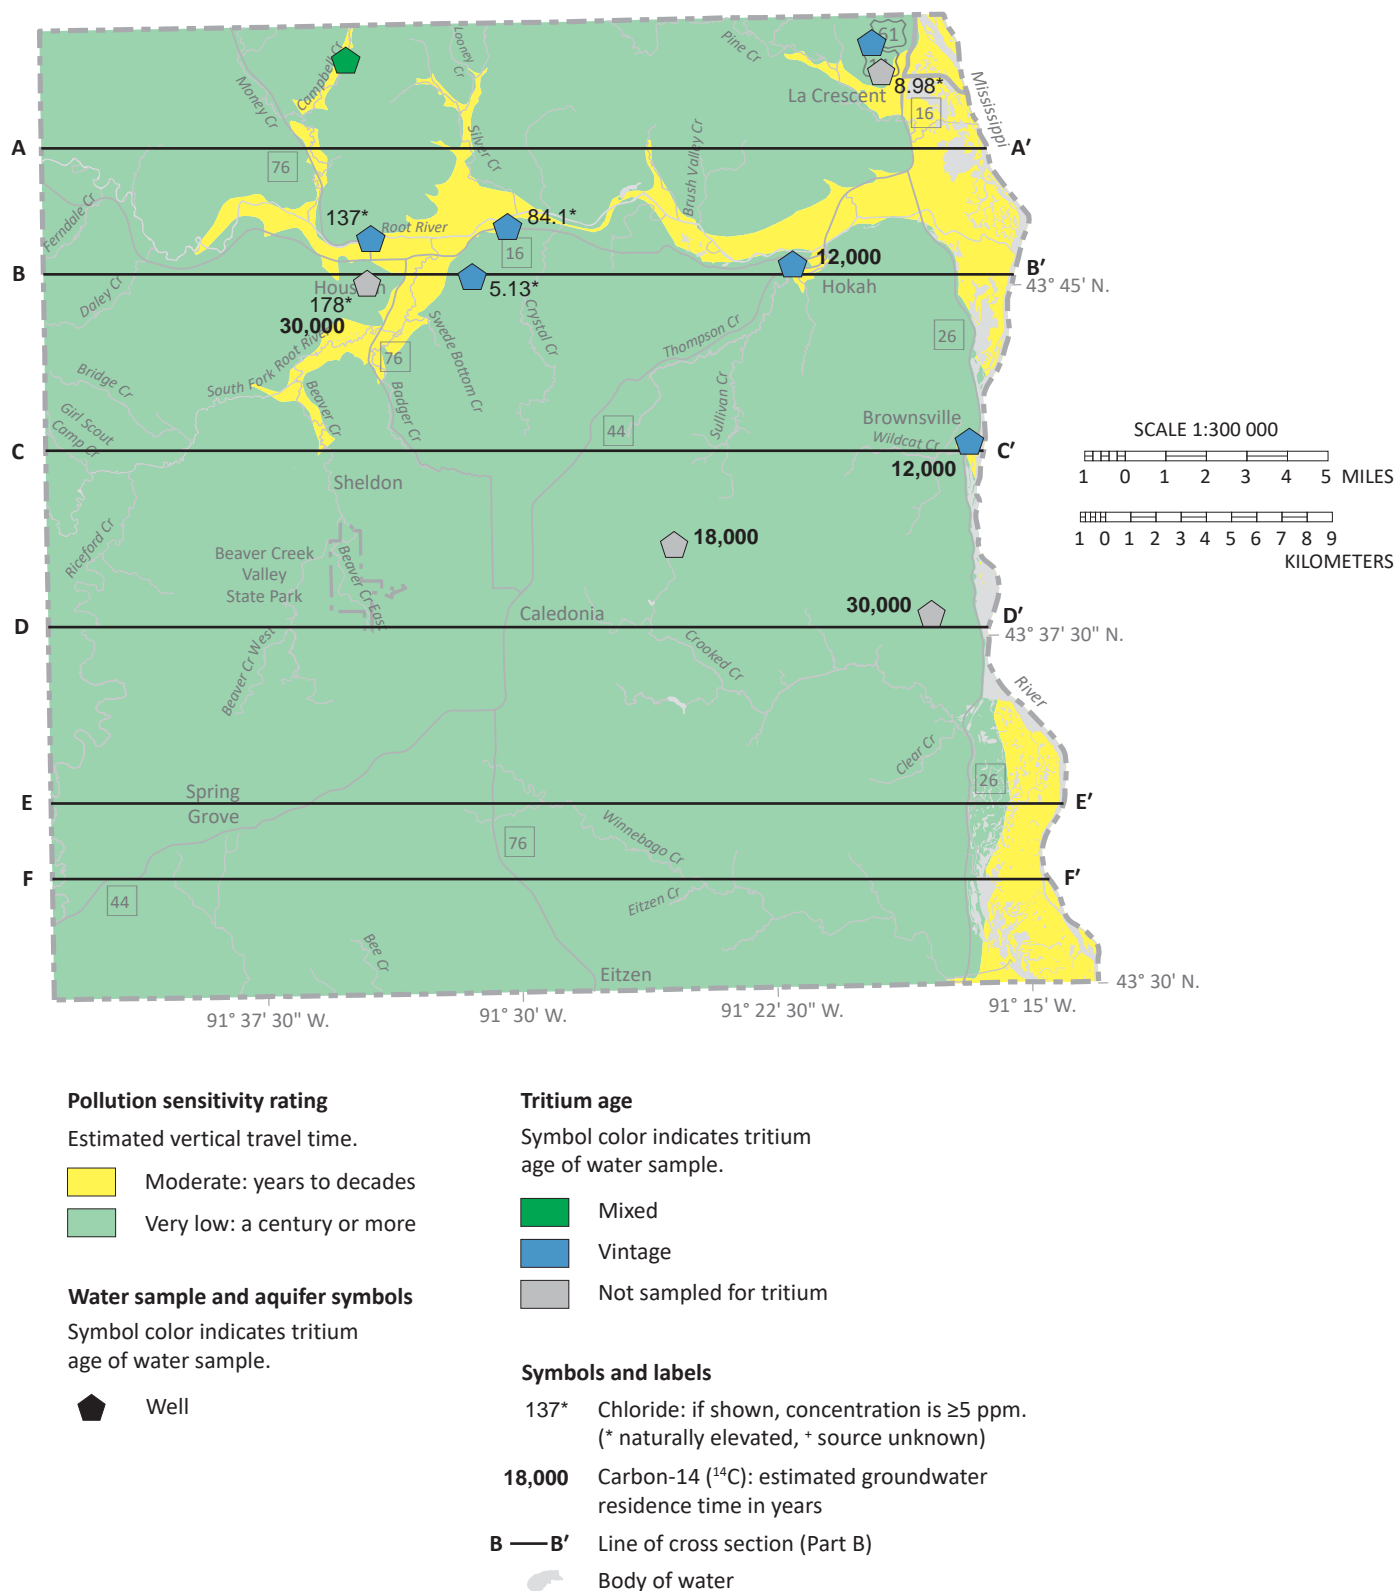 Campbell Cr
Looney
Cr
Pine Cr
61
Money Cr
La Crescent
8.98*
16
Mississippi
Silver Cr
Brush Valley Cr
A
A′
76
Ferndale Cr
137*
Root River
84.1*
16
12,000
B
B′
43° 45' N.
Daley Cr
Houston
178*
30,000
5.13*
Hokah
Crystal Cr
Swede Bottom Cr
Thompson Cr
26
South Fork Root River
76
Bridge Cr
Beaver Cr
Badger Cr
Sullivan Cr
Girl Scout
Camp Cr
44
Brownsville
Wildcat Cr
C
C′
12,000
Sheldon
SCALE 1:300 000
1 0 1 2 3 4 5 MILES
1 0 1 2 3 4 5 6 7 8 9
KILOMETERS
Riceford Cr
18,000
Beaver Creek
Valley
State Park
Beaver Cr East
Caledonia
30,000
D
D′
43° 37' 30" N.
Beaver Cr West
Crooked Cr
River
Clear Cr
26
Spring
Grove
E
E′
Winnebago Cr
76
F
F′
44
Eitzen Cr
Bee Cr
Eitzen
43° 30' N.
91° 37' 30" W.
91° 30' W.
91° 22' 30" W.
91° 15' W.
Pollution sensitivity rating
Estimated vertical travel time.
Moderate: years to decades
Very low: a century or more
Water sample and aquifer symbols
Symbol color indicates tritium
age of water sample.
Well
Tritium age
Symbol color indicates tritium
age of water sample.
Mixed
Vintage
Not sampled for tritium
Symbols and labels
137* Chloride: if shown, concentration is ≥5 ppm.
(* naturally elevated, + source unknown)
18,000 Carbon-14 (14C): estimated groundwater
residence time in years
B B′ Line of cross section (Part B)
Body of water